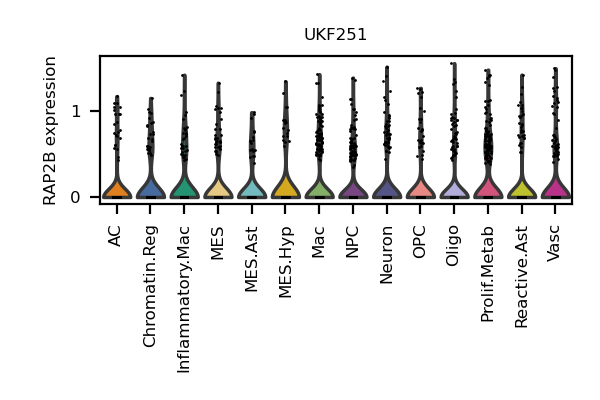 UKF251
RAP2B expression
1
0
AC
Chromatin.Reg
Inflammatory.Mac
MES
MES.Ast
MES.Hyp
Mac
NPC
Neuron
OPC
Oligo
Prolif.Metab
Reactive.Ast
Vasc